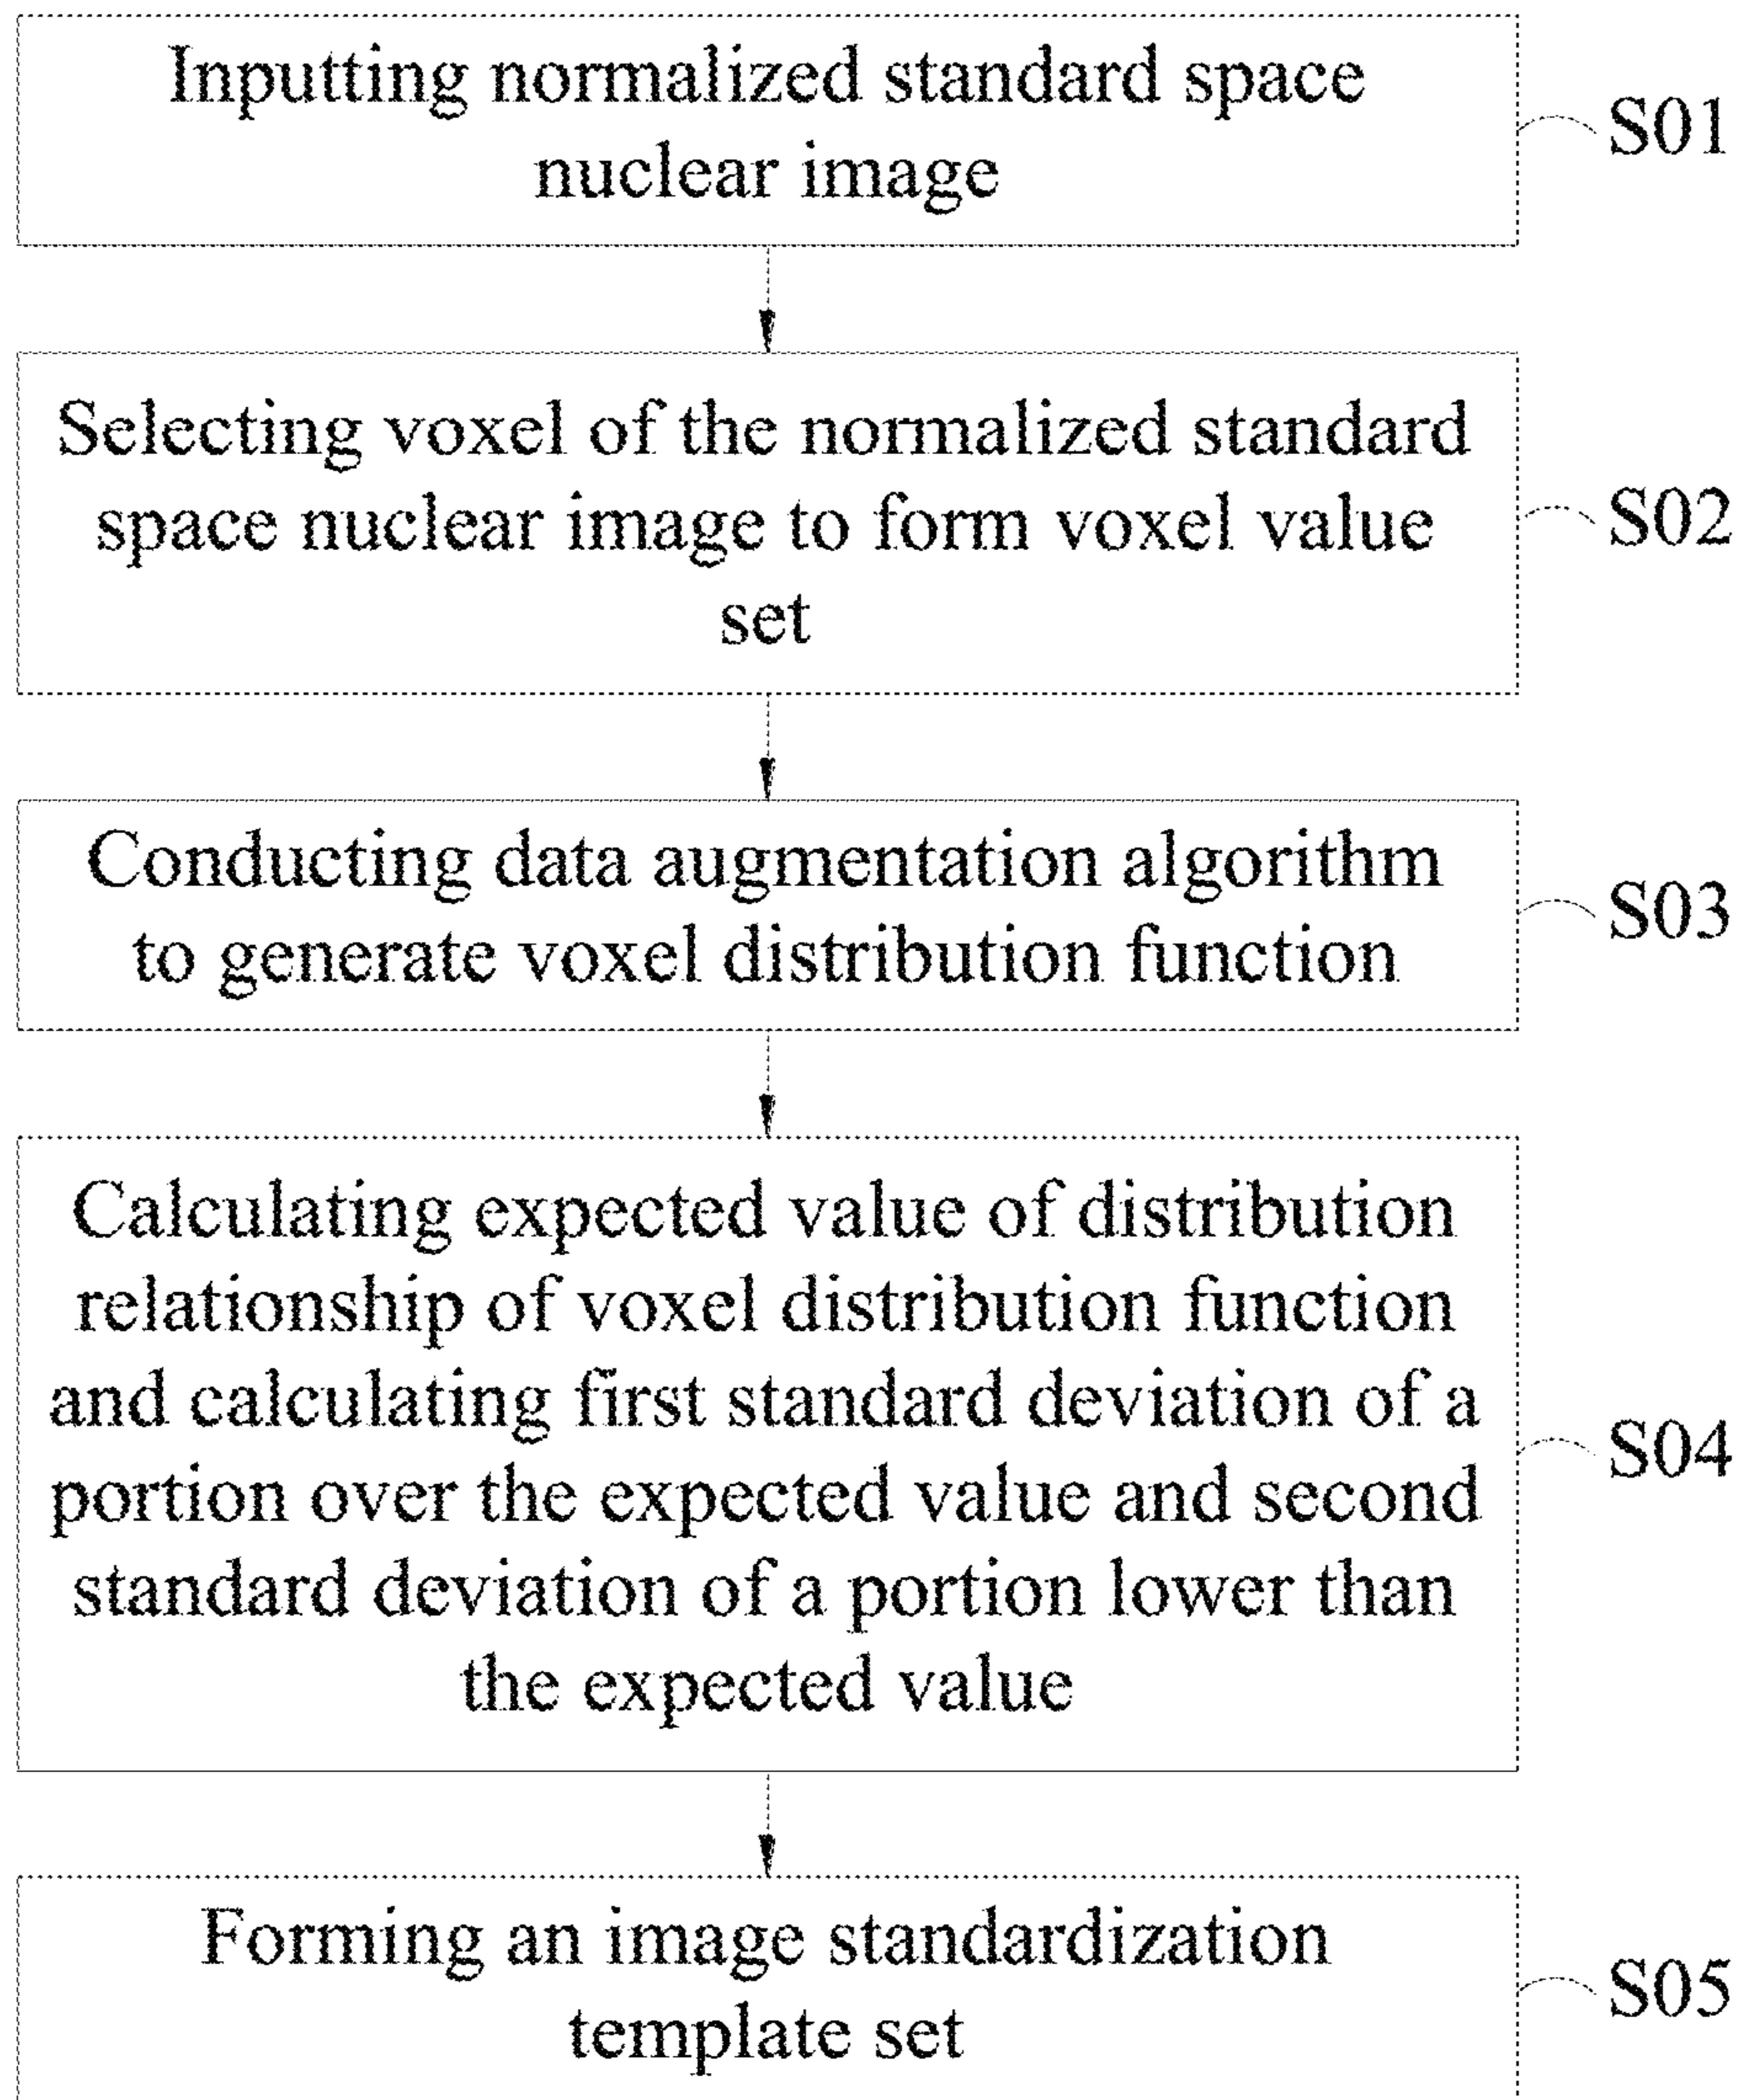 Inputting normalized standard space
nuclear image
S01
Selecting voxel of the normalized standard
space nuclear image to form voxel value
set
S02
Conducting data augmentation algorithm
to generate voxel distribution function
S03
Calculating expected value of distribution
relationship of voxel distribution function
and calculating first standard deviation of a
portion over the expected value and second
standard deviation of a portion lower than
the expected value
S04
Forming an image standardization
template set
S05